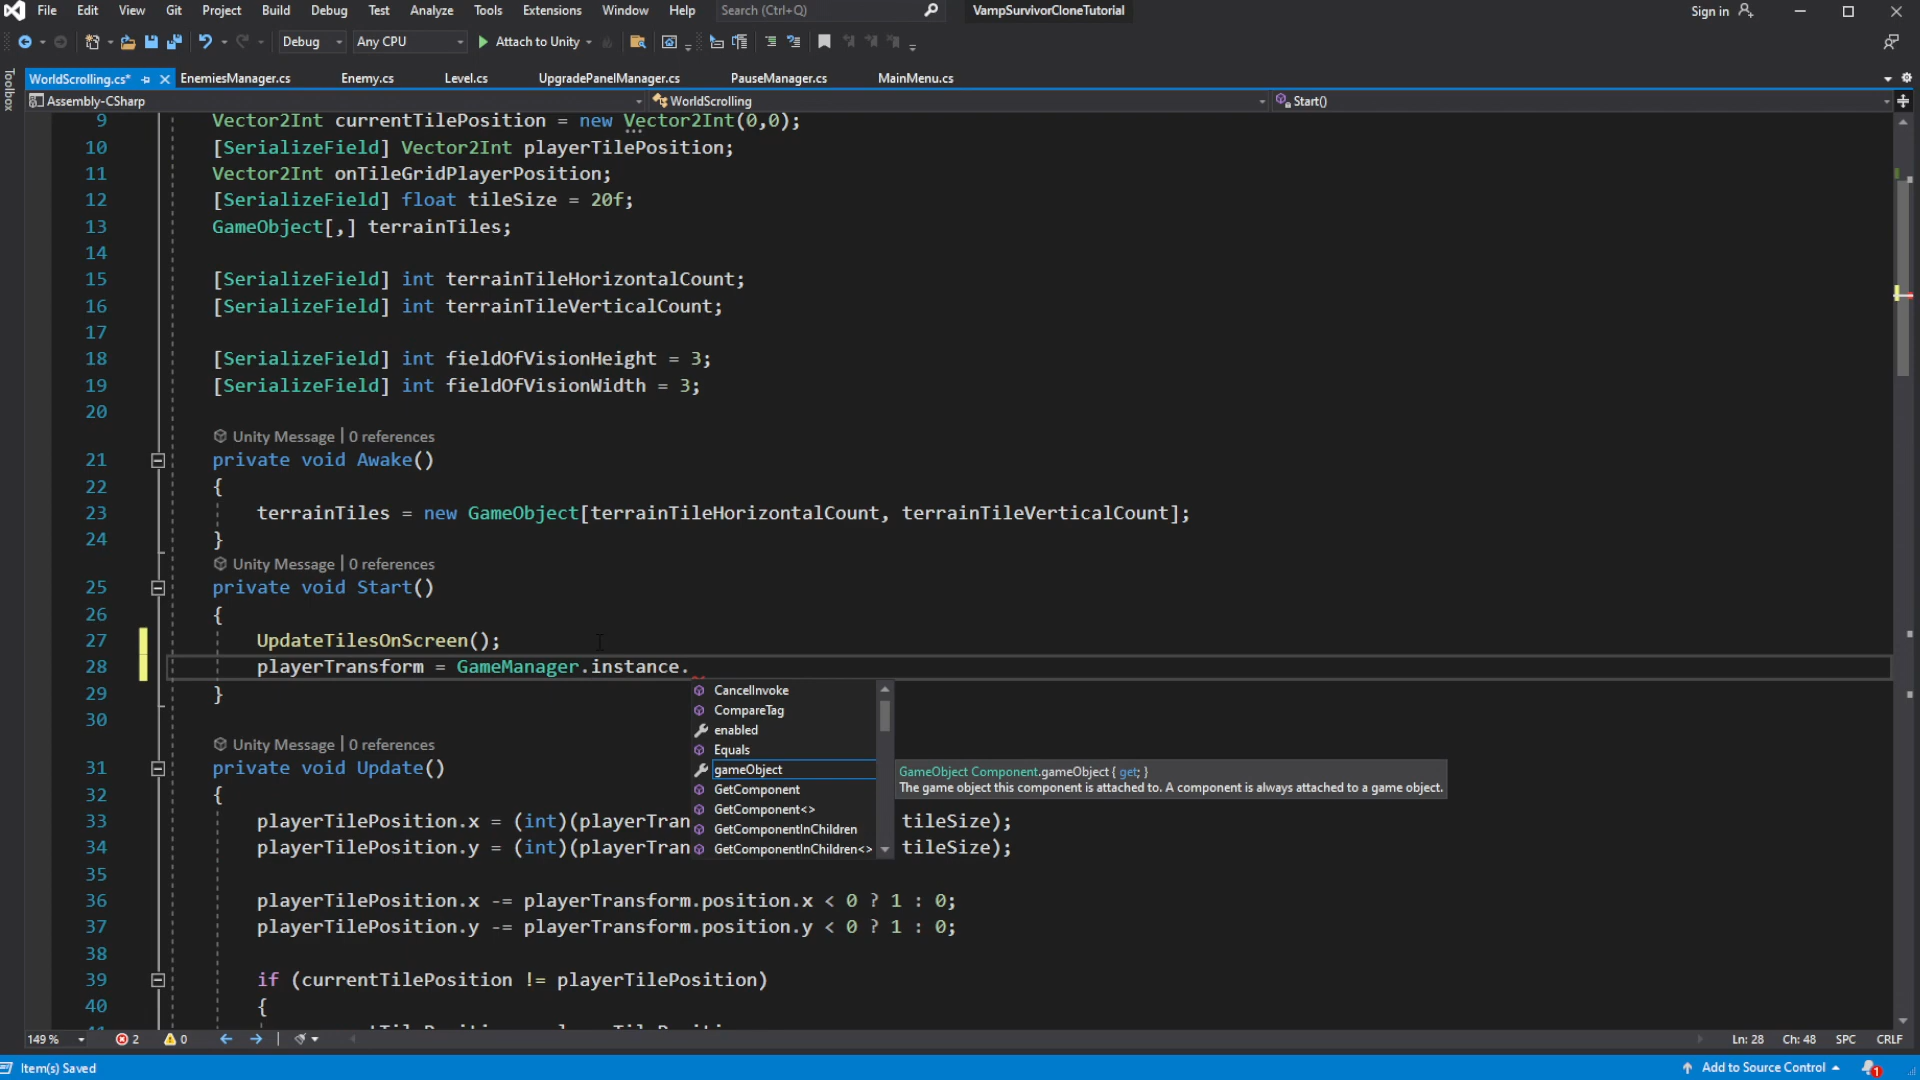 File Edit View Git Project Build Debug Test Analyze Tools Extensions Window Help Search (Ctrl+Q) VampSurvivorCloneTutorial Sign in
Debug Any CPU Attach to Unity
WorldScrolling.cs* EnemiesManager.cs Enemy.cs Level.cs UpgradePanelManager.cs PauseManager.cs MainMenu.cs
Toolbox
Assembly-CSharp WorldScrolling Start()
9 Vector2Int currentTilePosition = new Vector2Int(0,0);
10 [SerializeField] Vector2Int playerTilePosition;
11 Vector2Int onTileGridPlayerPosition;
12 [SerializeField] float tileSize = 20f;
13 GameObject[,] terrainTiles;
14
15 [SerializeField] int terrainTileHorizontalCount;
16 [SerializeField] int terrainTileVerticalCount;
17
18 [SerializeField] int fieldOfVisionHeight = 3;
19 [SerializeField] int fieldOfVisionWidth = 3;
20
Unity Message | 0 references
21 private void Awake()
22 {
23 terrainTiles = new GameObject[terrainTileHorizontalCount, terrainTileVerticalCount];
24 }
Unity Message | 0 references
25 private void Start()
26 {
27 UpdateTilesOnScreen();
28 playerTransform = GameManager.instance.
29 }
30
CancelInvoke
CompareTag
enabled
Equals
gameObject
GetComponent
GetComponent<>
GetComponentInChildren
GetComponentInChildren<>
GameObject Component.gameObject { get; }
The game object this component is attached to. A component is always attached to a game object.
Unity Message | 0 references
31 private void Update()
32 {
33 playerTilePosition.x = (int)(playerTran tileSize);
34 playerTilePosition.y = (int)(playerTran tileSize);
35
36 playerTilePosition.x -= playerTransform.position.x < 0 ? 1 : 0;
37 playerTilePosition.y -= playerTransform.position.y < 0 ? 1 : 0;
38
39 if (currentTilePosition != playerTilePosition)
40 {
149 % 2 0 Ln: 28 Ch: 48 SPC CRLF
Item(s) Saved Add to Source Control 1